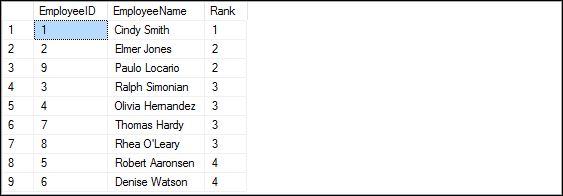 EmployeeID EmployeeName Rank
1 1 Cindy Smith 1
2 2 Elmer Jones 2
3 9 Paulo Locario 2
4 3 Ralph Simonian 3
5 4 Olivia Hernandez 3
6 7 Thomas Hardy 3
7 8 Rhea O'Leary 3
8 5 Robert Aaronsen 4
9 6 Denise Watson 4